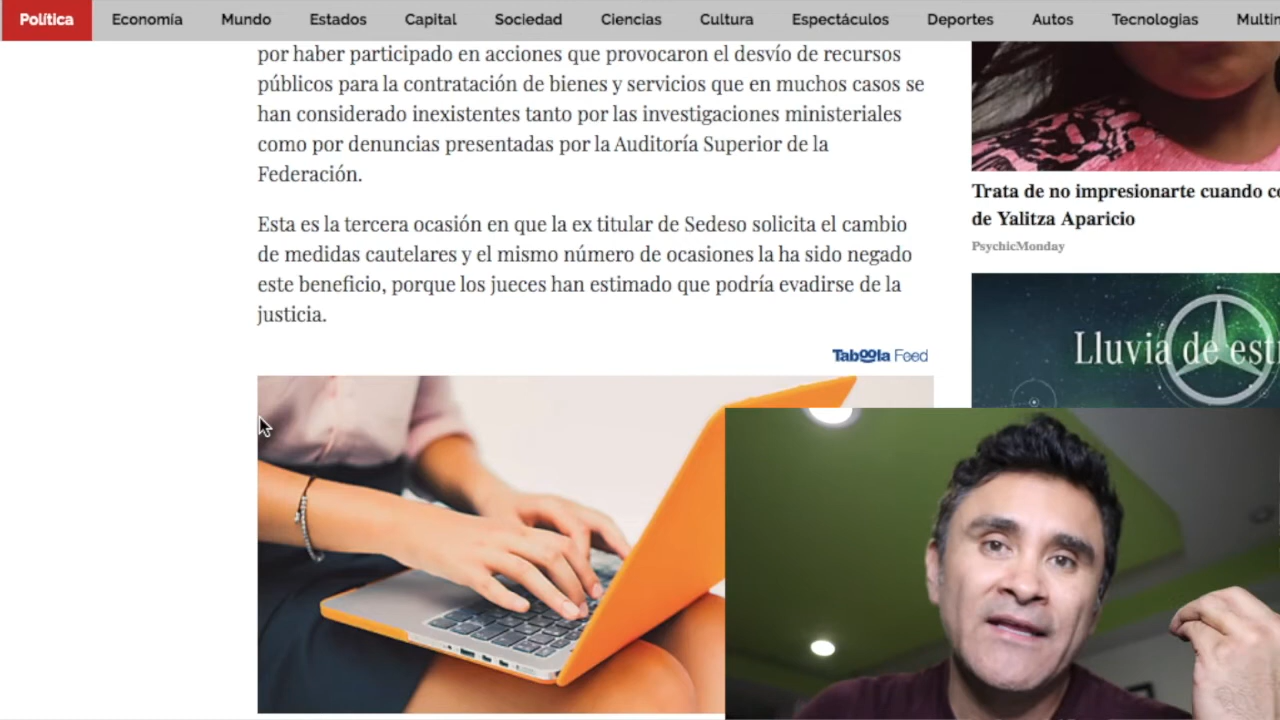 Política Economía Mundo Estados Capital Sociedad Ciencias Cultura Espectáculos Deportes Autos Tecnologias
por haber participado en acciones que provocaron el desvío de recursos
públicos para la contratación de bienes y servicios que en muchos casos se
han considerado inexistentes tanto por las investigaciones ministeriales
como por denuncias presentadas por la Auditoría Superior de la
Federación.
Esta es la tercera ocasión en que la ex titular de Sedeso solicita el cambio
de medidas cautelares y el mismo número de ocasiones la ha sido negado
este beneficio, porque los jueces han estimado que podría evadirse de la
justicia.
Taboola Feed
Trata de no impresionarte cuando
de Yalitza Aparicio
PsychicMonday
Lluvia de